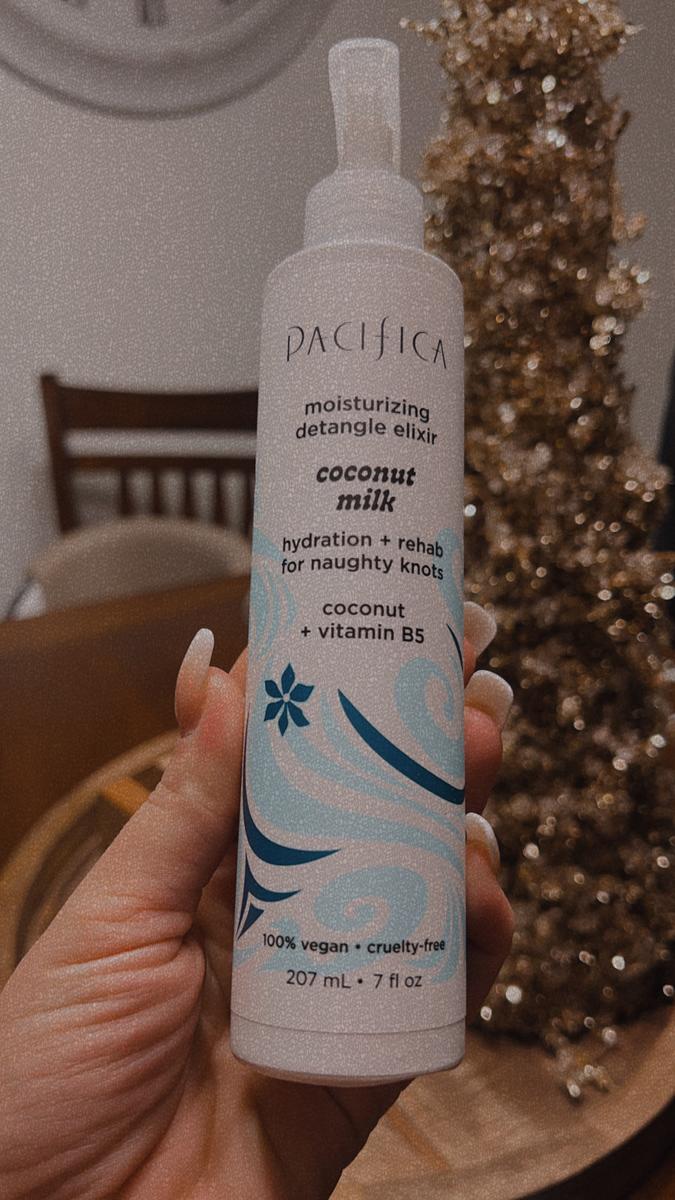 PACIFICA
moisturizing
detangle elixir
coconut
milk
hydration + rehab
for naughty knots
coconut
+ vitamin B5
100% vegan • cruelty-free
207 mL • 7 fl oz